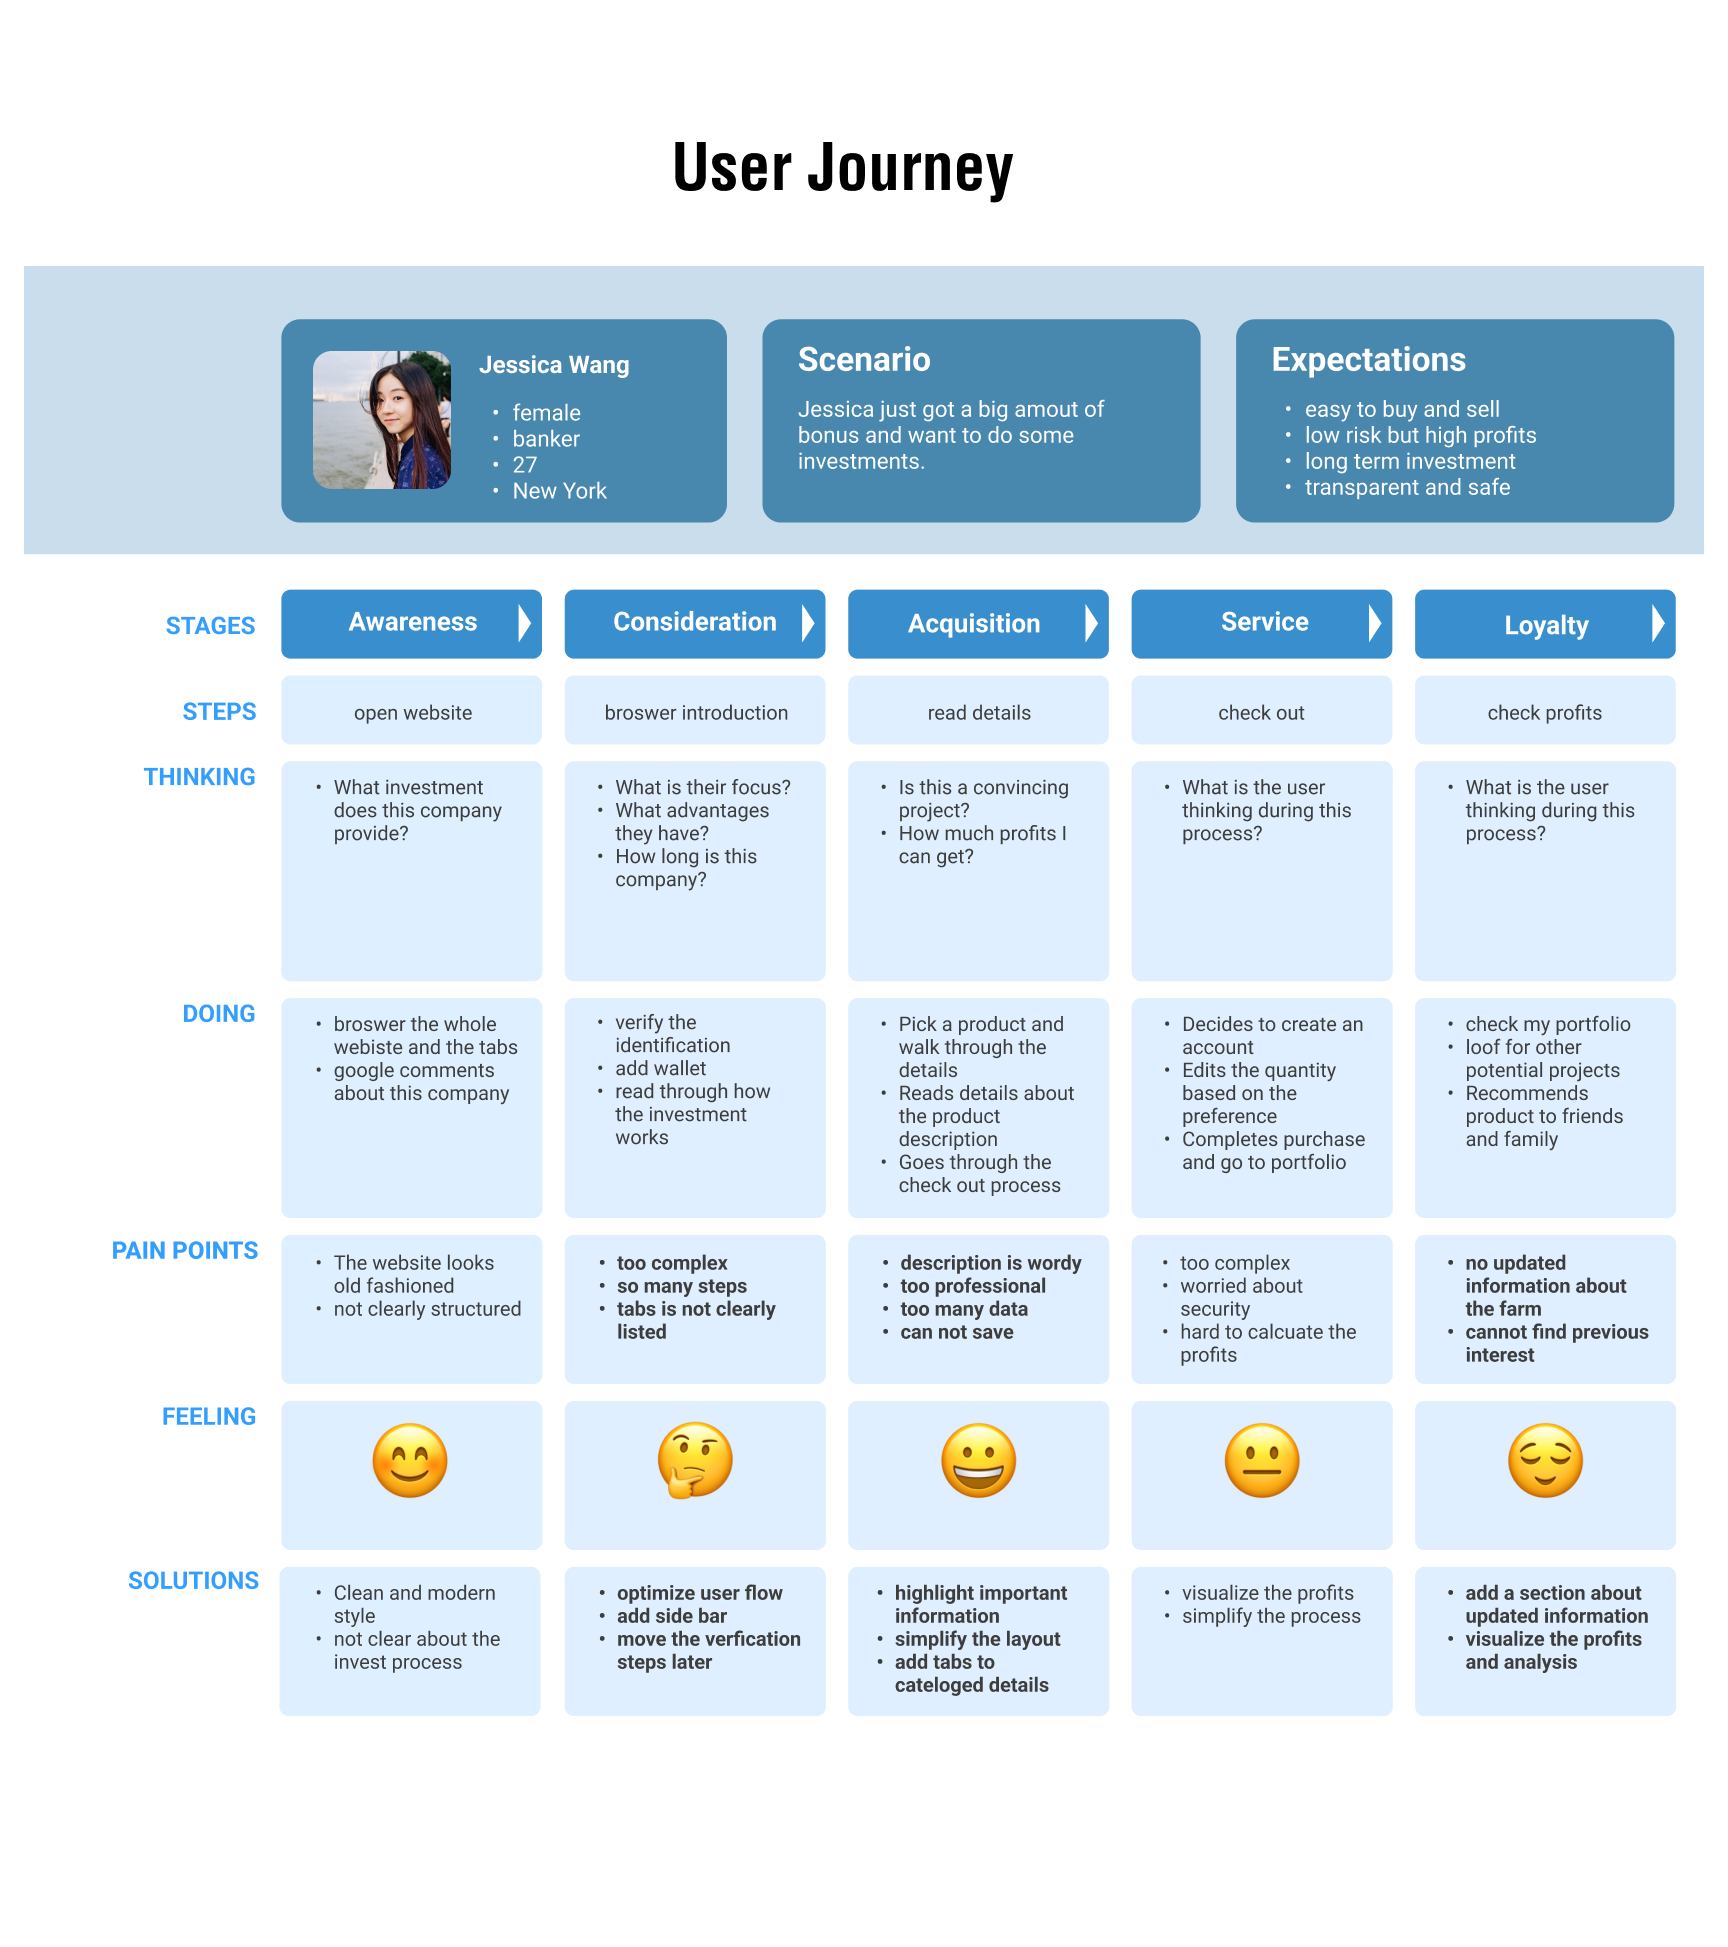 User Journey
Jessica Wang
• female
• banker
• 27
• New York
Scenario
Jessica just got a big amout of
bonus and want to do some
investments.
Expectations
• easy to buy and sell
• low risk but high profits
• long term investment
• transparent and safe
STAGES
Awareness
Consideration
Acquisition
Service
Loyalty
STEPS
open website
broswer introduction
read details
check out
check profits
THINKING
• What investment
does this company
provide?
• What is their focus?
• What advantages
they have?
• How long is this
company?
• Is this a convincing
project?
• How much profits I
can get?
• What is the user
thinking during this
process?
• What is the user
thinking during this
process?
DOING
• broswer the whole
webiste and the tabs
• google comments
about this company
• verify the
identification
• add wallet
• read through how
the investment
works
• Pick a product and
walk through the
details
• Reads details about
the product
description
• Goes through the
check out process
• Decides to create an
account
• Edits the quantity
based on the
preference
• Completes purchase
and go to portfolio
• check my portfolio
• loof for other
potential projects
• Recommends
product to friends
and family
PAIN POINTS
• The website looks
old fashioned
• not clearly structured
• too complex
• so many steps
• tabs is not clearly
listed
• description is wordy
• too professional
• too many data
• can not save
• too complex
• worried about
security
• hard to calcuate the
profits
• no updated
information about
the farm
• cannot find previous
interest
FEELING
SOLUTIONS
• Clean and modern
style
• not clear about the
invest process
• optimize user flow
• add side bar
• move the verfication
steps later
• highlight important
information
• simplify the layout
• add tabs to
cateloged details
• visualize the profits
• simplify the process
• add a section about
updated information
• visualize the profits
and analysis